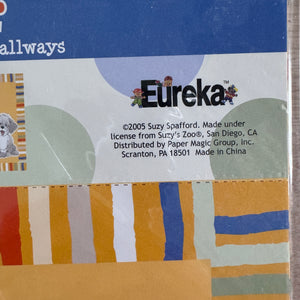 allways
Eureka™
©2005 Suzy Spafford. Made under
license from Suzy's Zoo®, San Diego, CA
Distributed by Paper Magic Group, Inc.
Scranton, PA 18501 Made in China